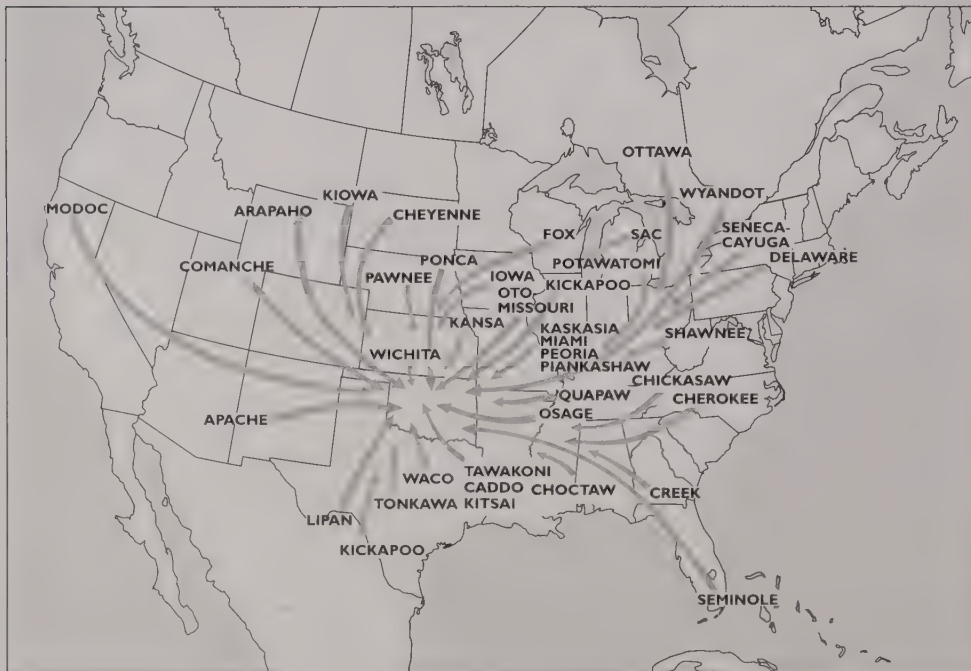 OTTAWA
WYANDOT
KIOWA
MODOC
ARAPAHO
CHEYENNE
SENECA-
CAYUGA
FOX
SAC
DELAWARE
COMANCHE
PONCA
POTAWATOMI
PAWNEE
IOWA
KICKAPOO
OTO
MISSOURI
KANSA
KASKASIA
MIAMI
PEORIA
PIANKASHAW
SHAWNEE
WICHITA
CHICKASAW
QUAPAW
CHEROKEE
OSAGE
APACHE
TAWAKONI
CADDO
KITSAI
WACO
CHOCTAW
CREEK
TONKAWA
LIPAN
KICKAPOO
SEMINOLE